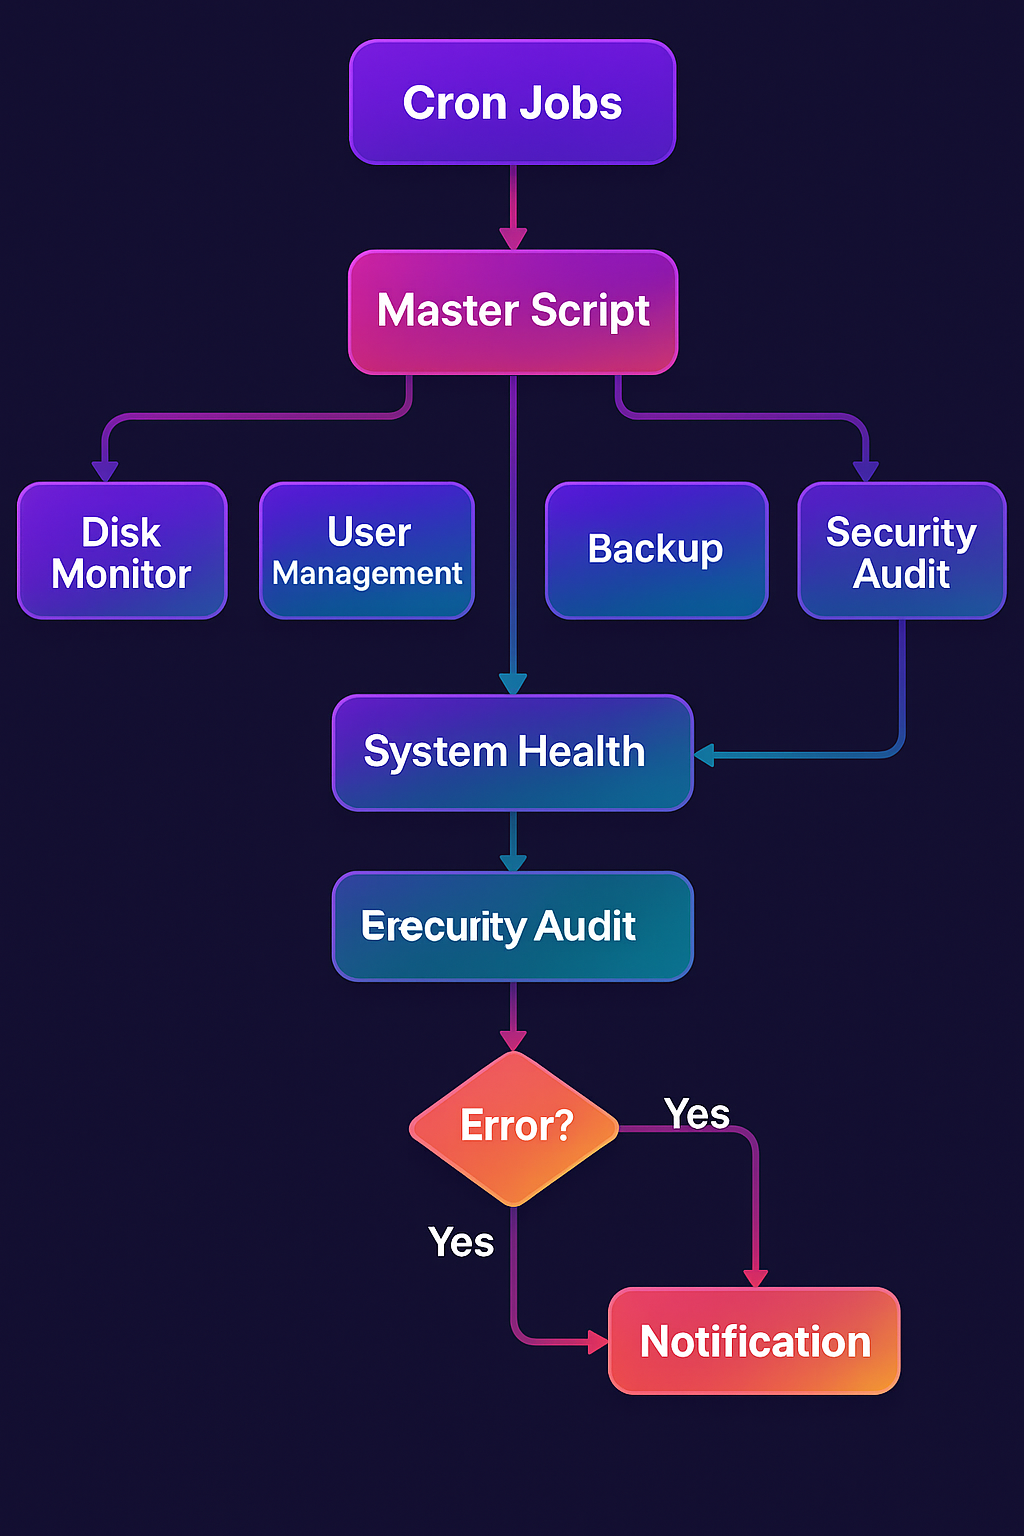 Cron Jobs
Master Script
Disk
Monitor
User
Management
Backup
Security
Audit
System Health
Erecurity Audit
Error?
Yes
Yes
Notification